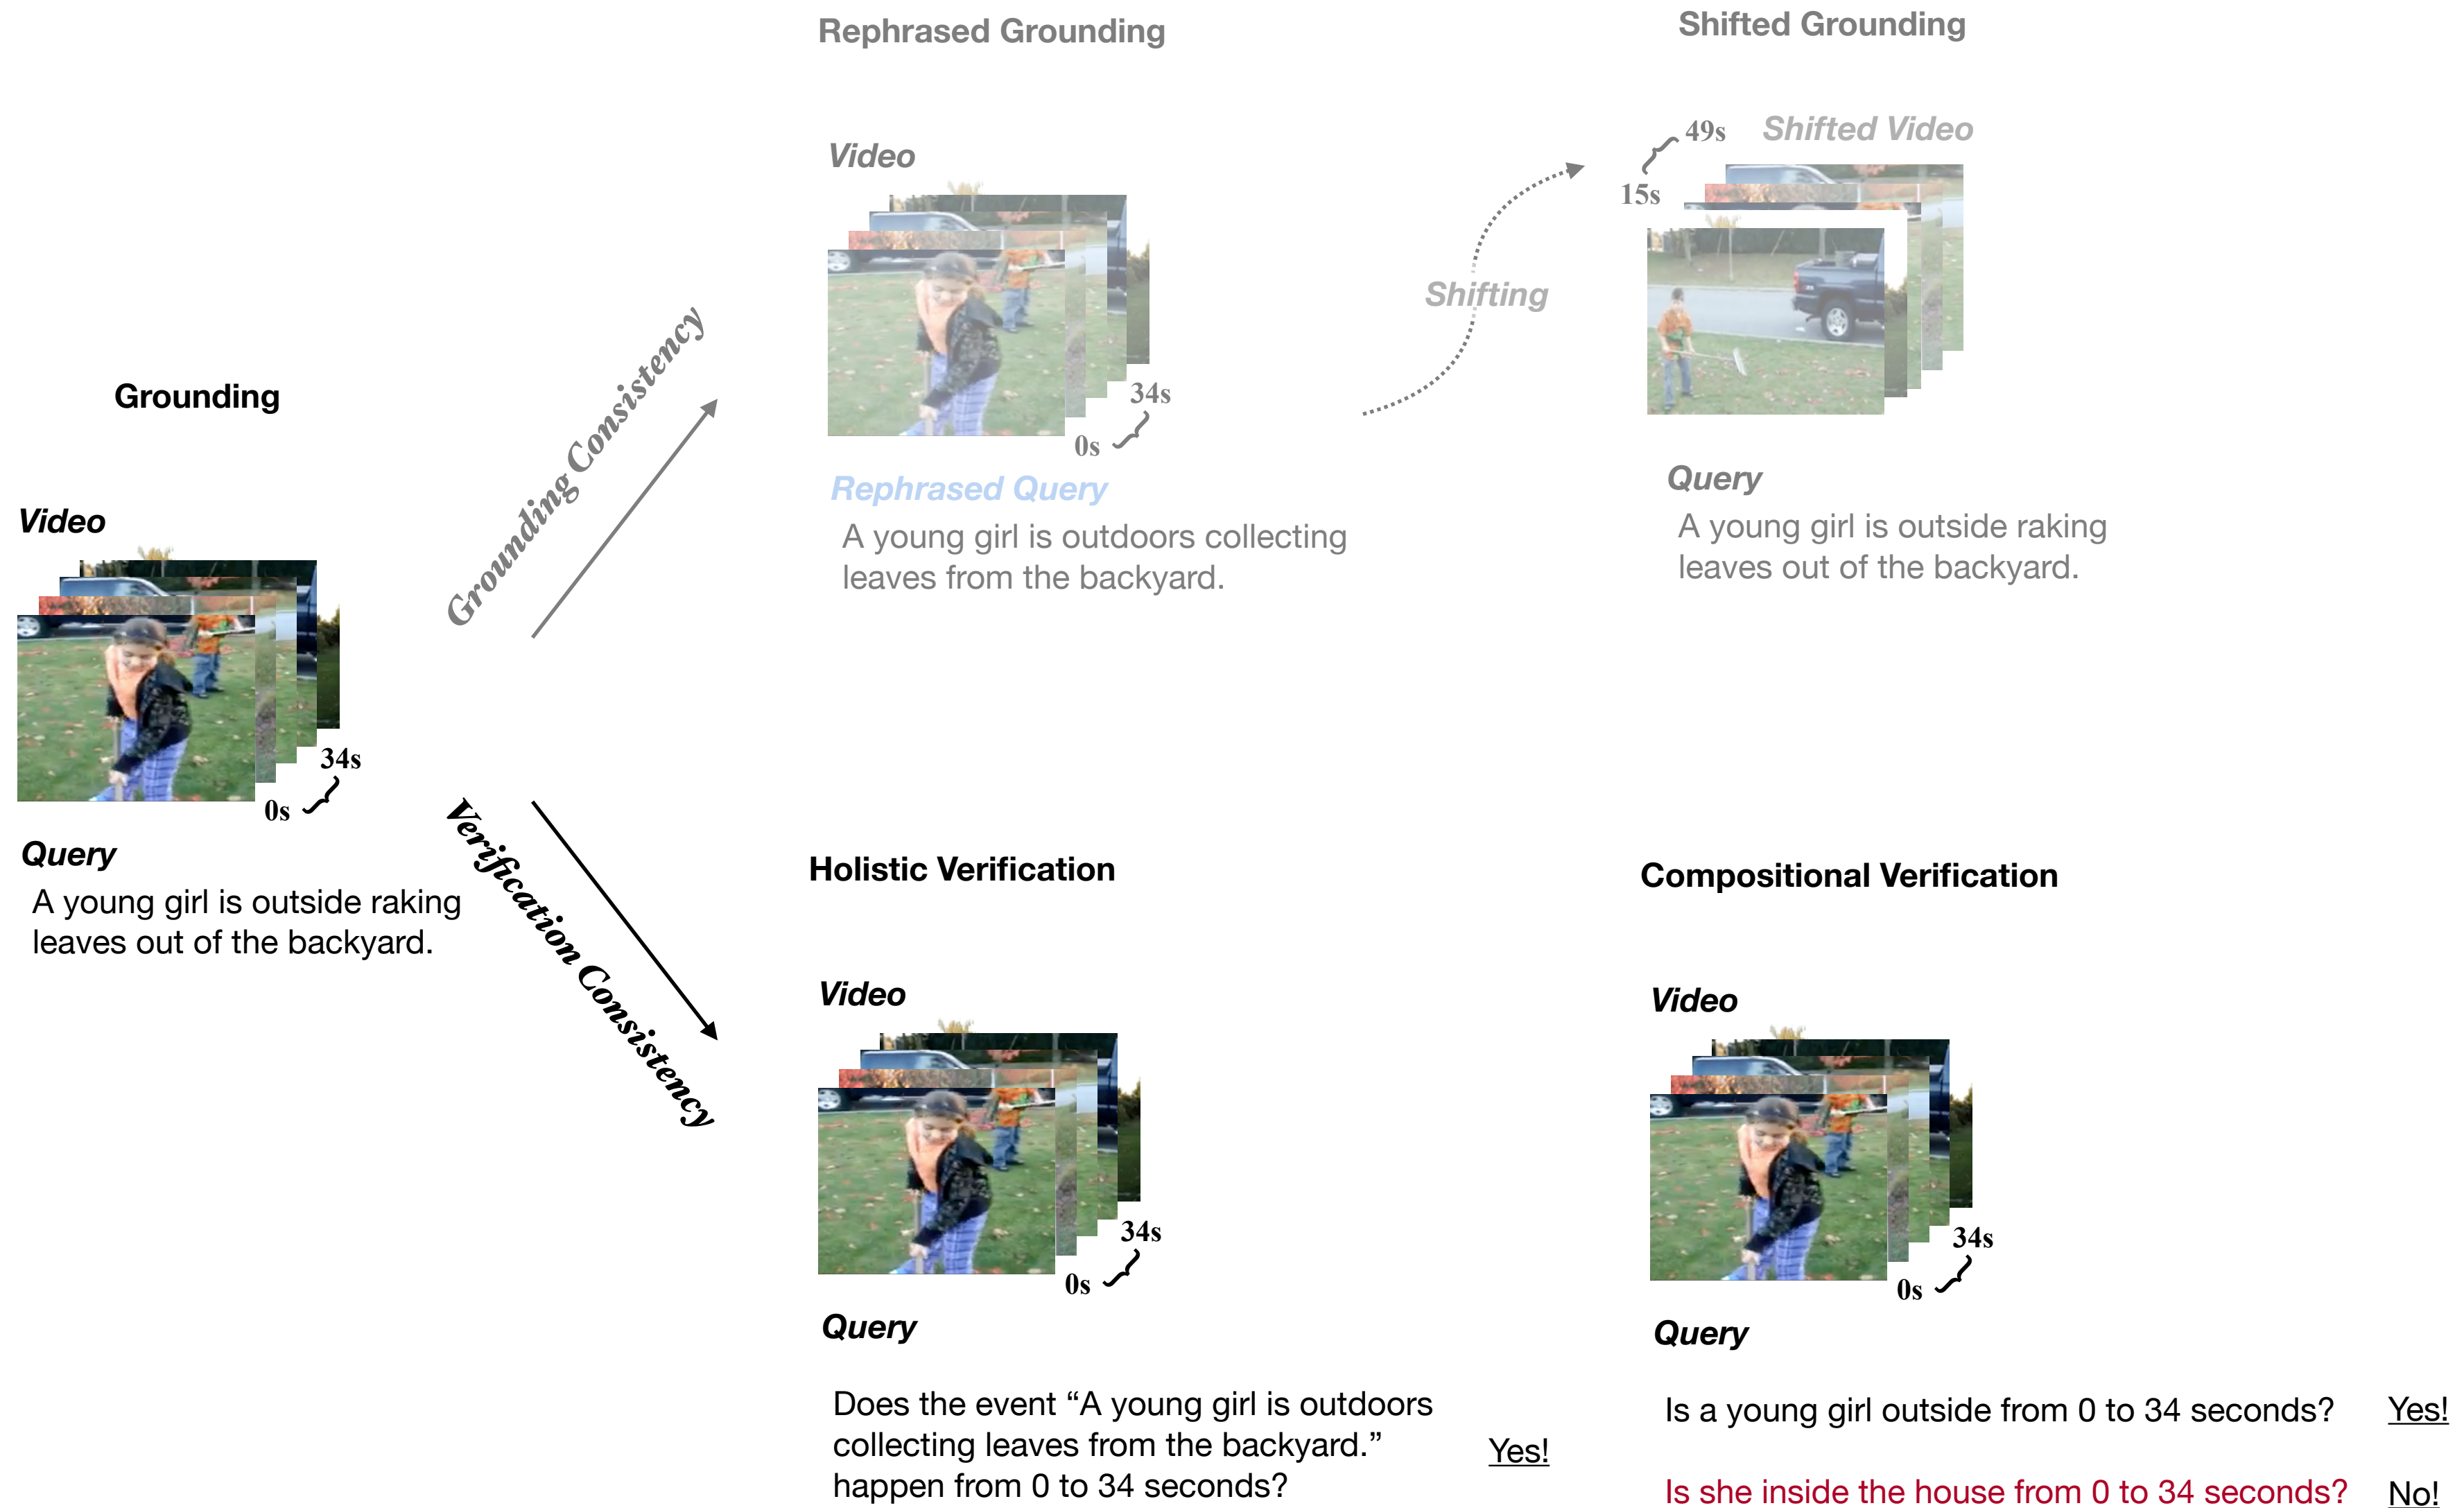 Rephrased Grounding
Shifted Grounding
49s
Shifted Video
15s
Video
Shifting
34s
0s
Rephrased Query
A young girl is outdoors collecting
leaves from the backyard.
Query
A young girl is outside raking
leaves out of the backyard.
Grounding Consistency
Grounding
Video
34s
0s
Query
A young girl is outside raking
leaves out of the backyard.
Verification Consistency
Holistic Verification
Video
34s
0s
Query
Does the event “A young girl is outdoors
collecting leaves from the backyard.”
happen from 0 to 34 seconds?
Yes!
Compositional Verification
Video
34s
0s
Query
Is a young girl outside from 0 to 34 seconds?
Yes!
Is she inside the house from 0 to 34 seconds?
No!